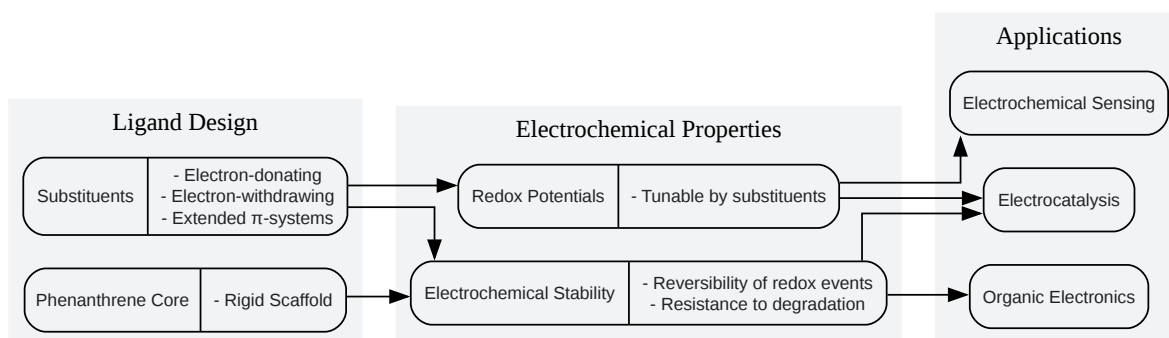 Ligand Design
Substituents
- Electron-donating
- Electron-withdrawing
- Extended π-systems
Phenanthrene Core
- Rigid Scaffold
Electrochemical Properties
Redox Potentials
- Tunable by substituents
Electrochemical Stability
- Reversibility of redox events
- Resistance to degradation
Applications
Electrochemical Sensing
Electrocatalysis
Organic Electronics